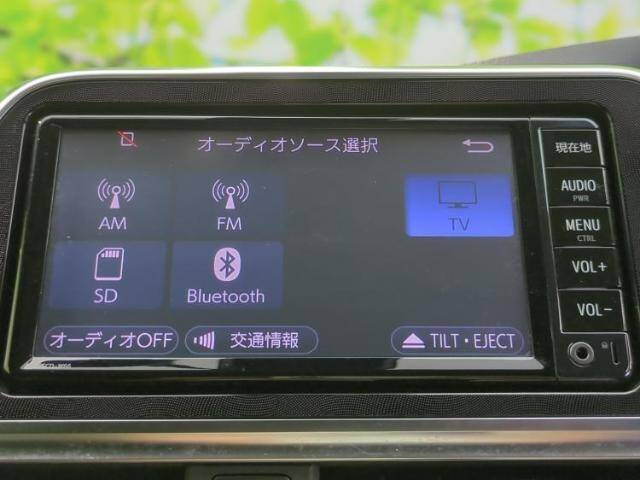 オーディオソース選択
AM
FM
TV
SD
Bluetooth
オーディオOFF
交通情報
TILT・EJECT
現在地
AUDIO
PWR
MENU
CTRL
VOL+
VOL-